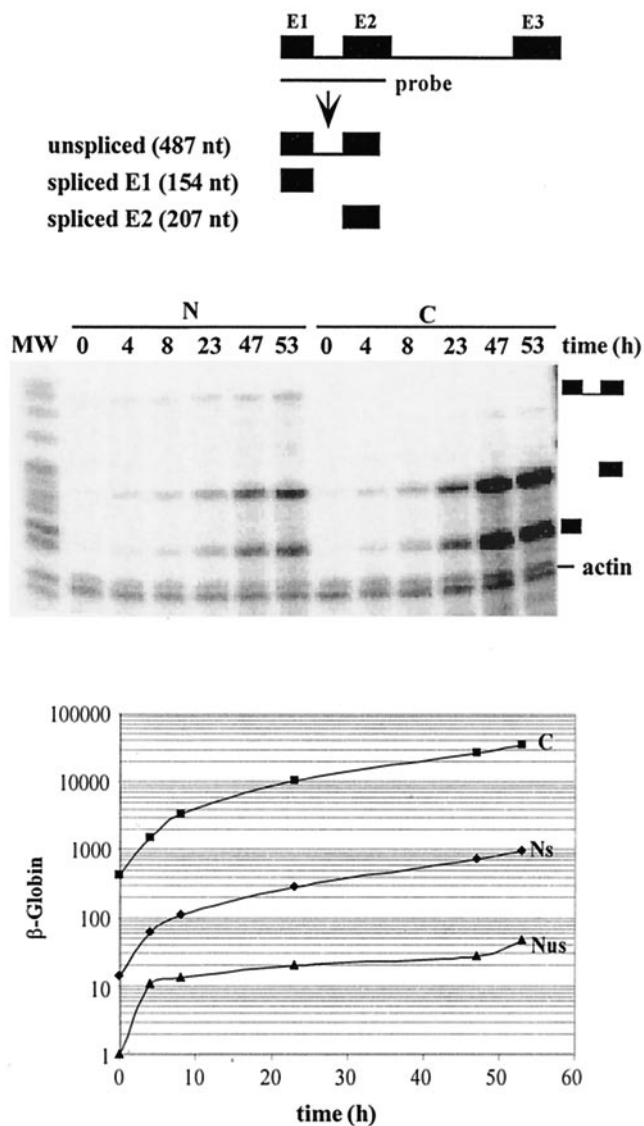 E1 E2 E3
probe
unspliced (487 nt)
spliced E1 (154 nt)
spliced E2 (207 nt)
N C
MW 0 4 8 23 47 53 0 4 8 23 47 53 time (h)
actin
100000
10000
1000
100
10
1
β-Globin
C
Ns
Nus
0 10 20 30 40 50 60
time (h)